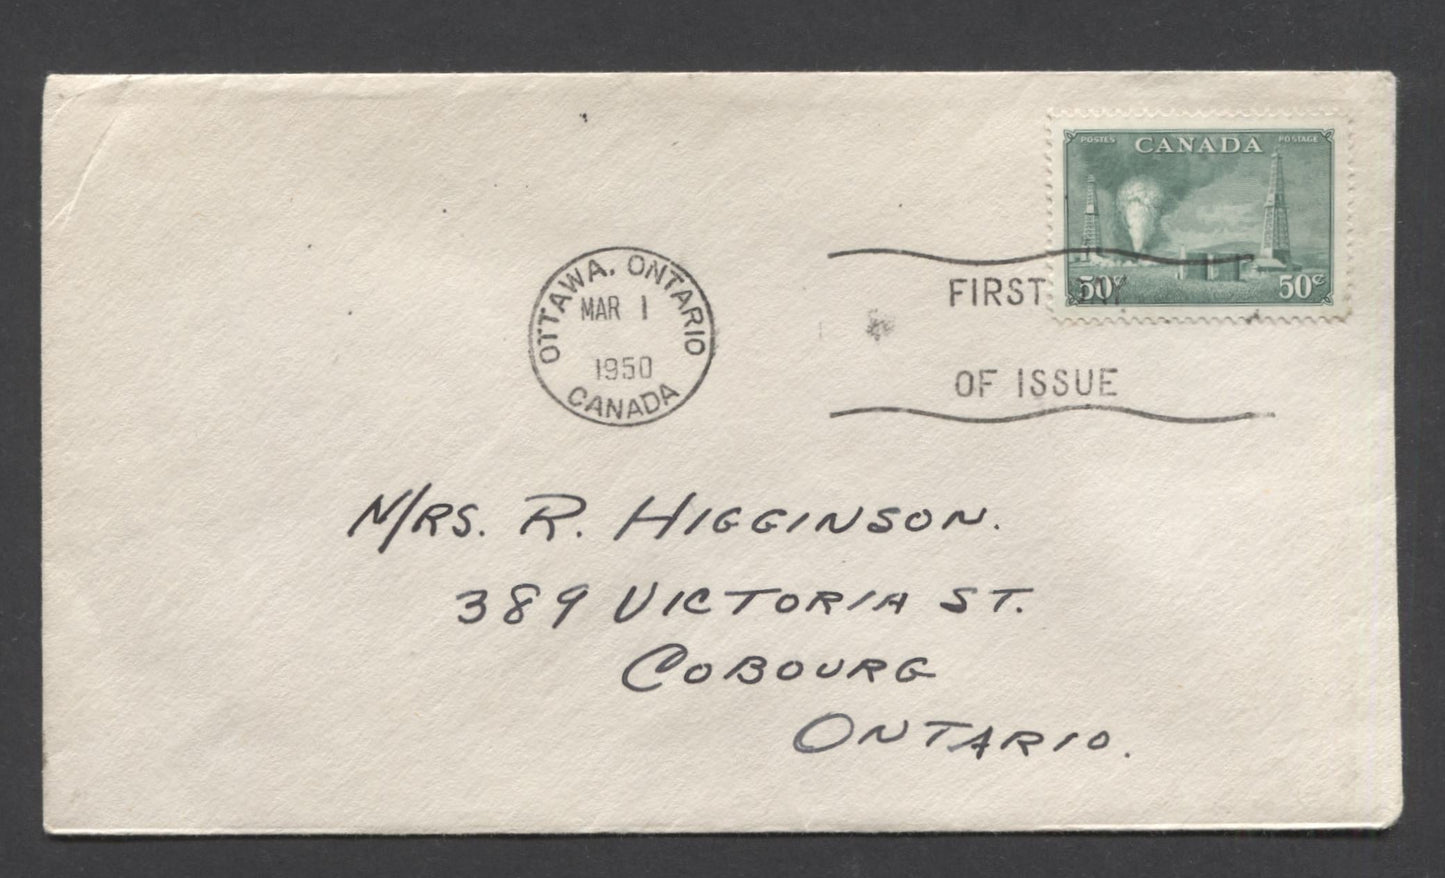 POSTES CANADA POSTAGE
50¢ 50¢
OTTAWA, ONTARIO
MAR 1
1950
CANADA
FIRST DAY
OF ISSUE
MRS. R. HIGGINSON.
389 VICTORIA ST.
COBOURG
ONTARIO.